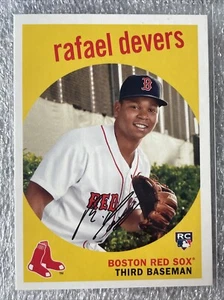 rafael devers
B
RED
RC
BOSTON RED SOX
THIRD BASEMAN